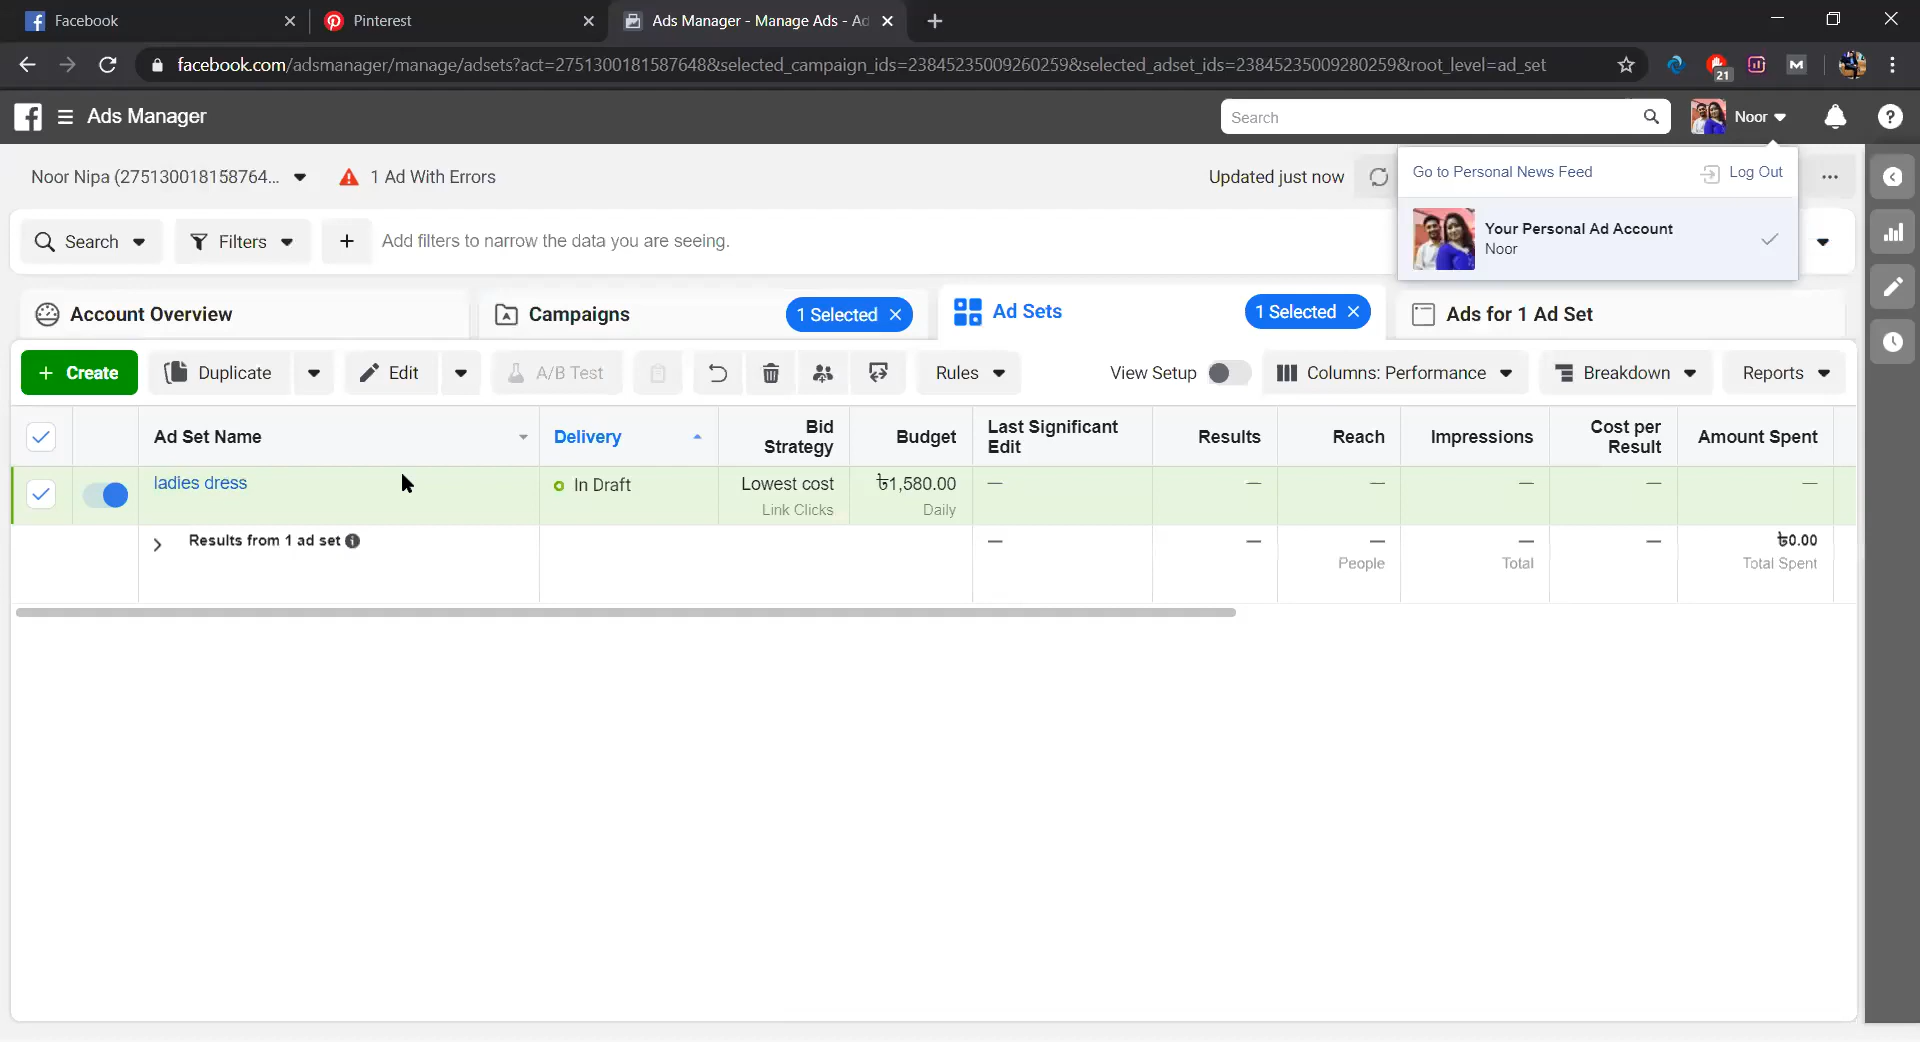 Facebook
Pinterest
Ads Manager - Manage Ads - Ad
facebook.com/adsmanager/manage/adsets?act=2751300181587648&selected_campaign_ids=23845235009260259&selected_adset_ids=23845235009280259&root_level=ad_set
21
M
Ads Manager
Search
Noor
Noor Nipa (275130018158764...
1 Ad With Errors
Updated just now
Go to Personal News Feed
Log Out
Your Personal Ad Account
Noor
Search
Filters
Add filters to narrow the data you are seeing.
Account Overview
Campaigns
1 Selected
Ad Sets
1 Selected
Ads for 1 Ad Set
+ Create
Duplicate
Edit
A/B Test
Rules
View Setup
Columns: Performance
Breakdown
Reports
Ad Set Name
Delivery
Bid
Strategy
Budget
Last Significant
Edit
Results
Reach
Impressions
Cost per
Result
Amount Spent
ladies dress
In Draft
Lowest cost
Link Clicks
৳1,580.00
Daily
—
—
—
—
—
—
Results from 1 ad set
—
—
—
People
—
Total
—
৳0.00
Total Spent